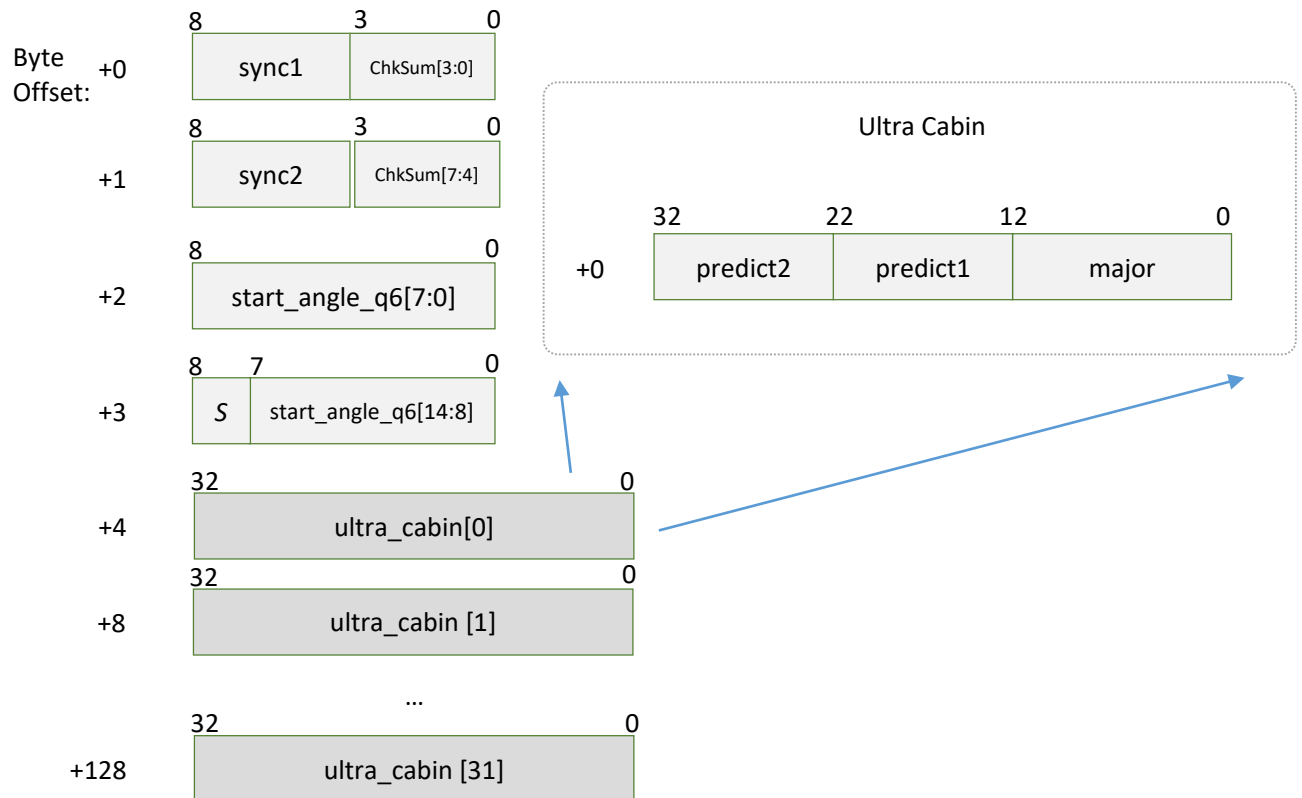 8 3 0
Byte
Offset:
+0
sync1
ChkSum[3:0]
8 3 0
+1
sync2
ChkSum[7:4]
8 0
+2
start_angle_q6[7:0]
8 7 0
+3
S
start_angle_q6[14:8]
32 0
+4
ultra_cabin[0]
32 0
+8
ultra_cabin [1]
...
32 0
+128
ultra_cabin [31]
Ultra Cabin
32 22 12 0
+0
predict2
predict1
major